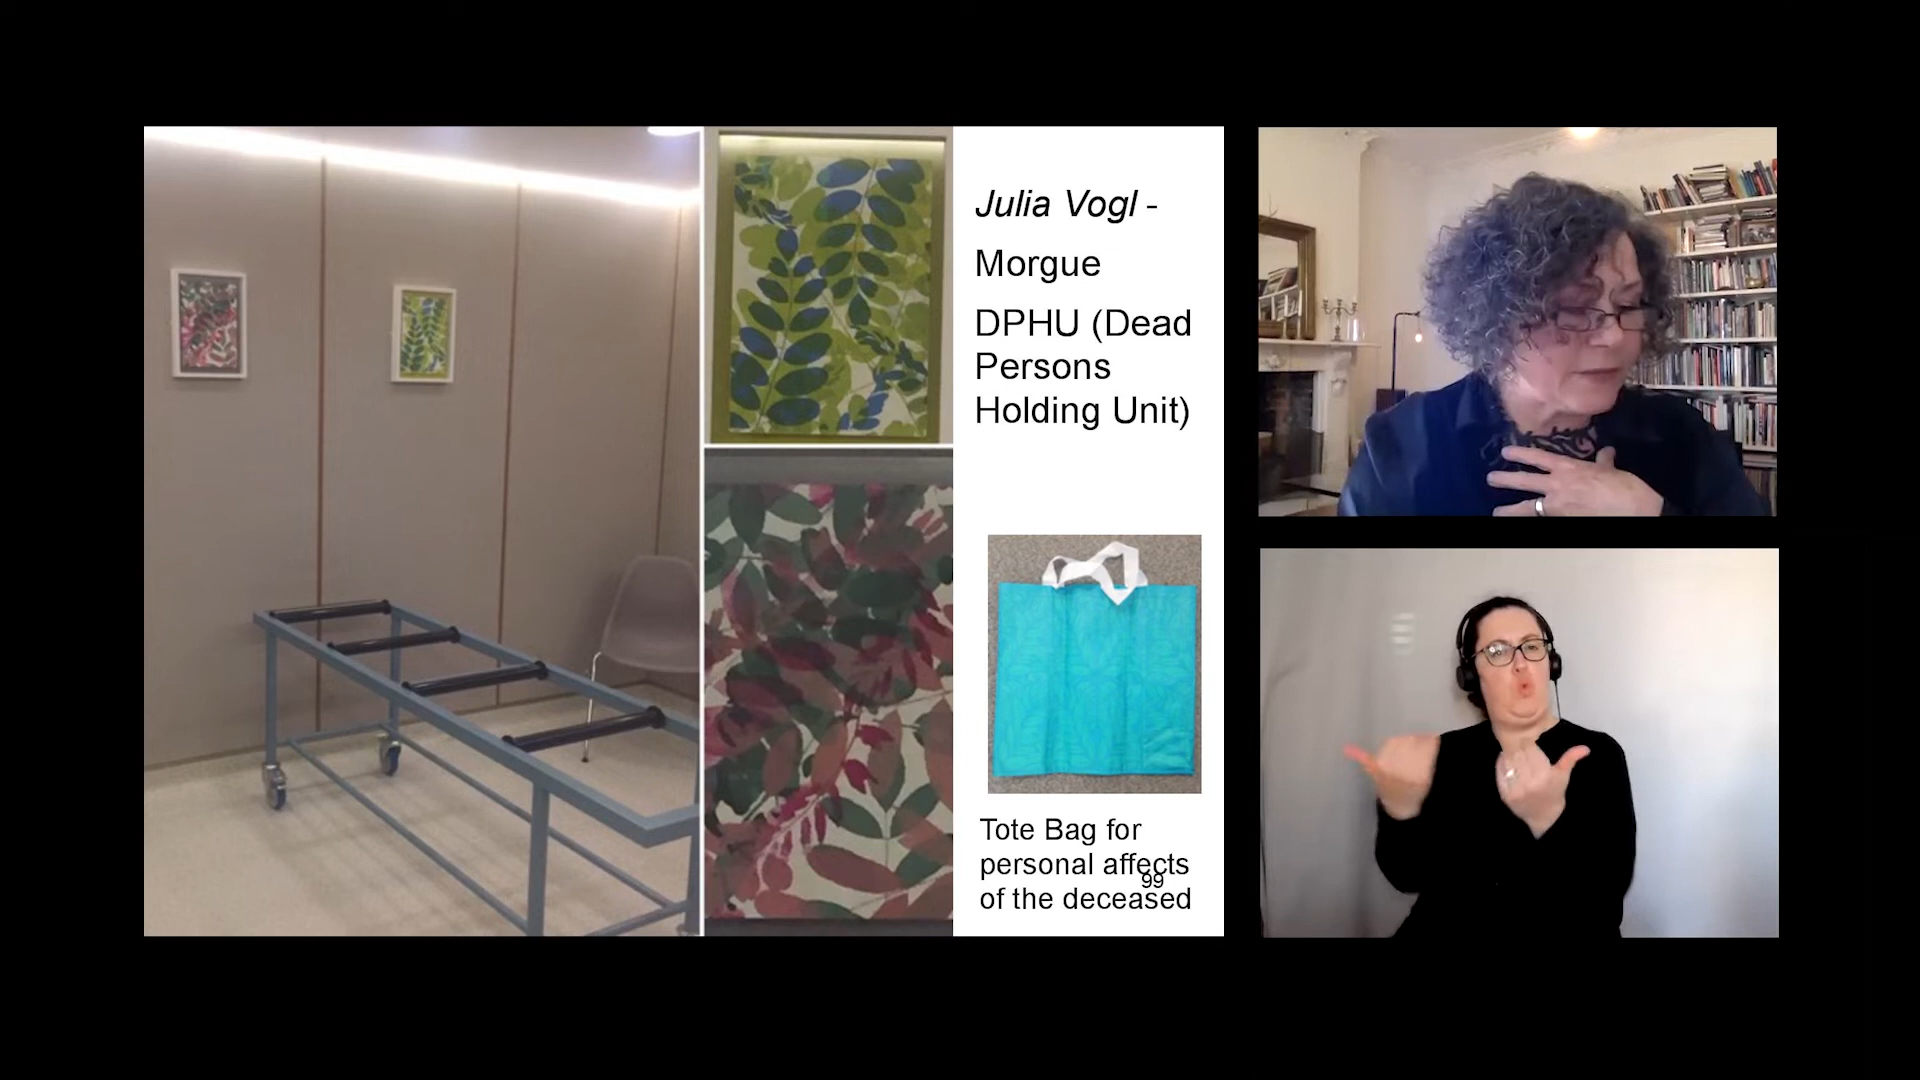 Julia Vogl -
Morgue
DPHU (Dead
Persons
Holding Unit)
Tote Bag for
personal affects
99
of the deceased